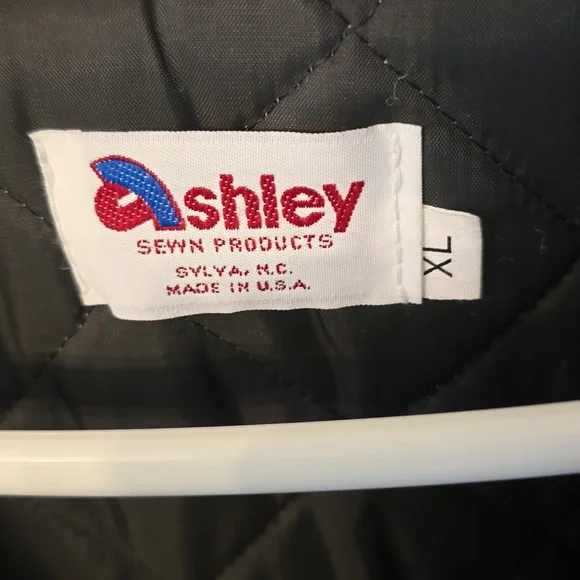 ashley
SEWN PRODUCTS
SYLVA, N.C.
MADE IN U.S.A.
XL